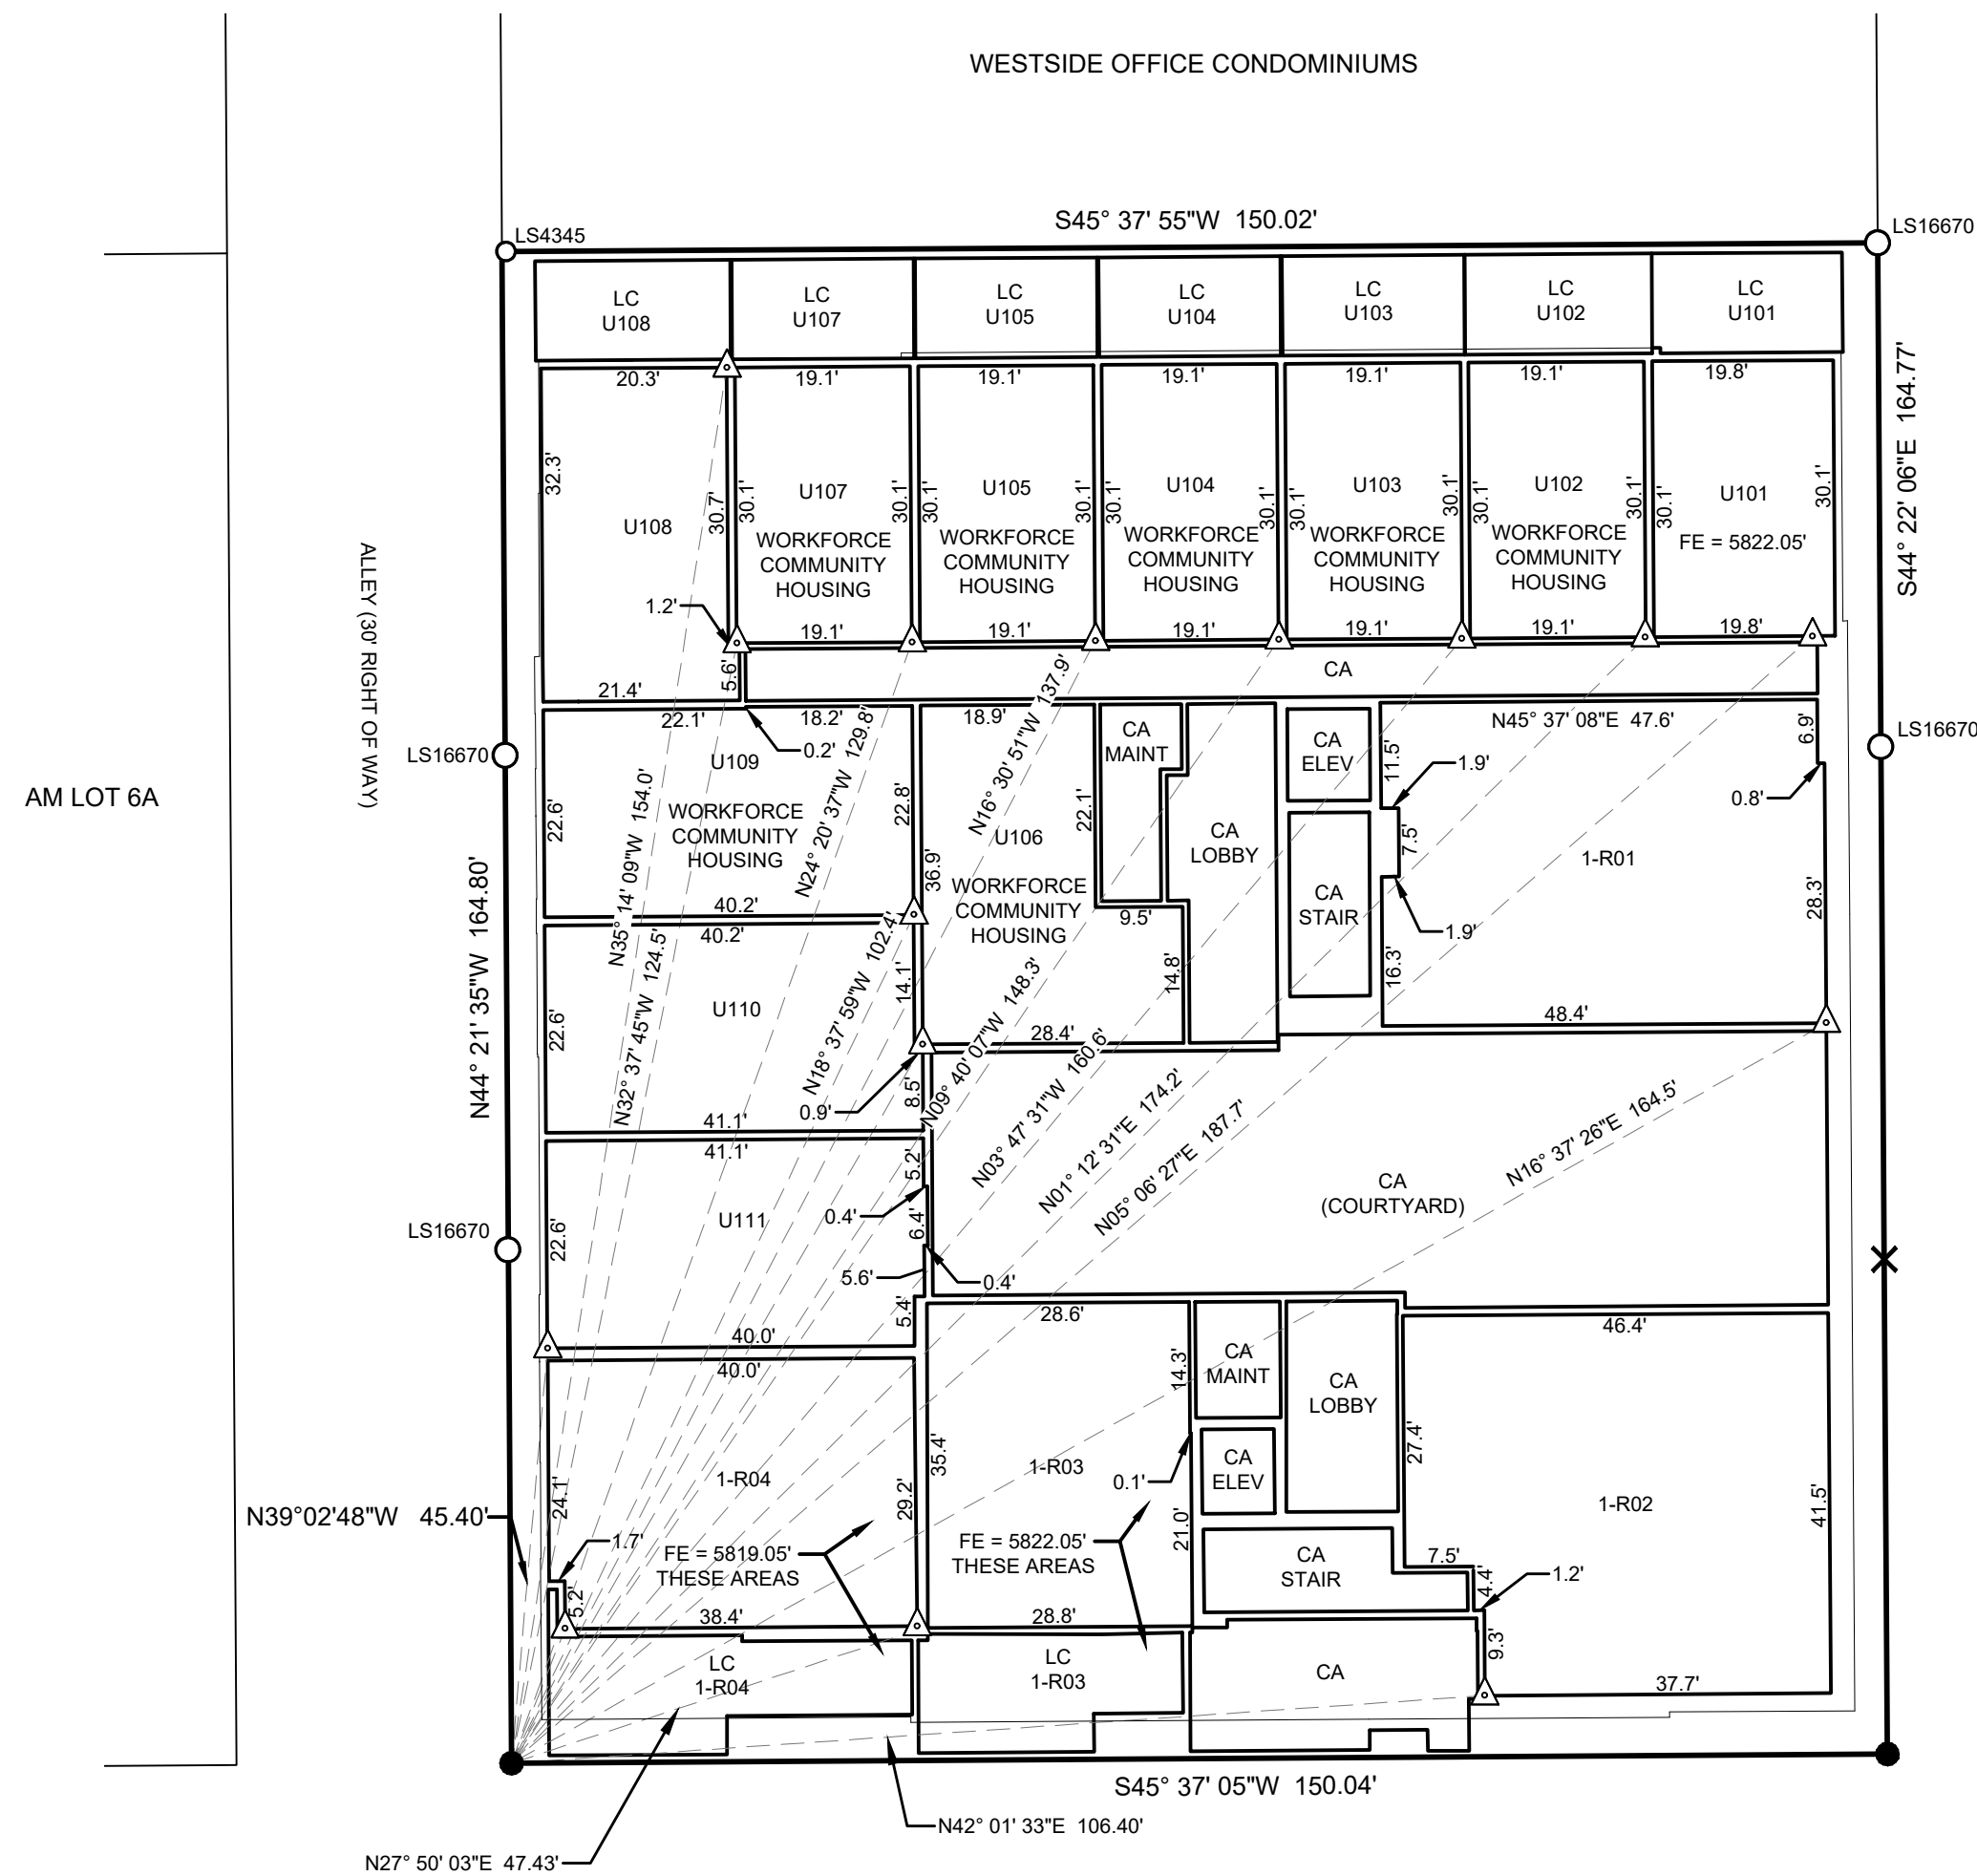 WESTSIDE OFFICE CONDOMINIUMS
S45° 37' 55"W 150.02'
LS4345
LS16670
LC
U108
LC
U107
LC
U105
LC
U104
LC
U103
LC
U102
LC
U101
S44° 22' 06"E 164.77'
20.3'
19.1'
19.1'
19.1'
19.1'
19.1'
19.8'
32.3'
30.7'
30.1'
30.1'
30.1'
30.1'
30.1'
30.1'
30.1'
30.1'
30.1'
30.1'
30.1'
30.1'
U108
U107
WORKFORCE
COMMUNITY
HOUSING
U105
WORKFORCE
COMMUNITY
HOUSING
U104
WORKFORCE
COMMUNITY
HOUSING
U103
WORKFORCE
COMMUNITY
HOUSING
U102
WORKFORCE
COMMUNITY
HOUSING
U101
FE = 5822.05'
ALLEY (30' RIGHT OF WAY)
1.2'
19.1'
19.1'
19.1'
19.1'
19.1'
19.8'
CA
5.6'
21.4'
22.1'
18.2'
18.9'
0.2'
N45° 37' 08"E 47.6'
6.9'
LS16670
LS16670
AM LOT 6A
U109
WORKFORCE
COMMUNITY
HOUSING
22.6'
22.8'
40.2'
36.9'
U106
WORKFORCE
COMMUNITY
HOUSING
22.1'
9.5'
14.8'
28.4'
CA
MAINT
CA
LOBBY
CA
ELEV
CA
STAIR
11.5'
1.9'
7.5'
1.9'
16.3'
0.8'
1-R01
28.3'
48.4'
N44° 21' 35"W 164.80'
N35° 14' 09"W 154.0'
N32° 37' 45"W 124.5'
N24° 20' 37"W 129.8'
N18° 37' 59"W 102.4'
N16° 30' 51"W 137.9'
N09° 40' 07"W 148.3'
N03° 47' 31"W 160.6'
N01° 12' 31"E 174.2'
N05° 06' 27"E 187.7'
N16° 37' 26"E 164.5'
40.2'
U110
22.6'
14.1'
0.9'
8.5'
41.1'
41.1'
U111
22.6'
5.2'
0.4'
6.4'
5.6'
0.4'
5.4'
40.0'
LS16670
CA
(COURTYARD)
40.0'
28.6'
46.4'
1-R04
24.1'
29.2'
1.7'
5.2'
38.4'
FE = 5819.05'
THESE AREAS
35.4'
1-R03
14.3'
0.1'
21.0'
FE = 5822.05'
THESE AREAS
28.8'
CA
MAINT
CA
LOBBY
CA
ELEV
CA
STAIR
27.4'
7.5'
4.4'
1.2'
9.3'
1-R02
41.5'
37.7'
N39°02'48"W 45.40'
LC
1-R04
LC
1-R03
CA
S45° 37' 05"W 150.04'
N42° 01' 33"E 106.40'
N27° 50' 03"E 47.43'